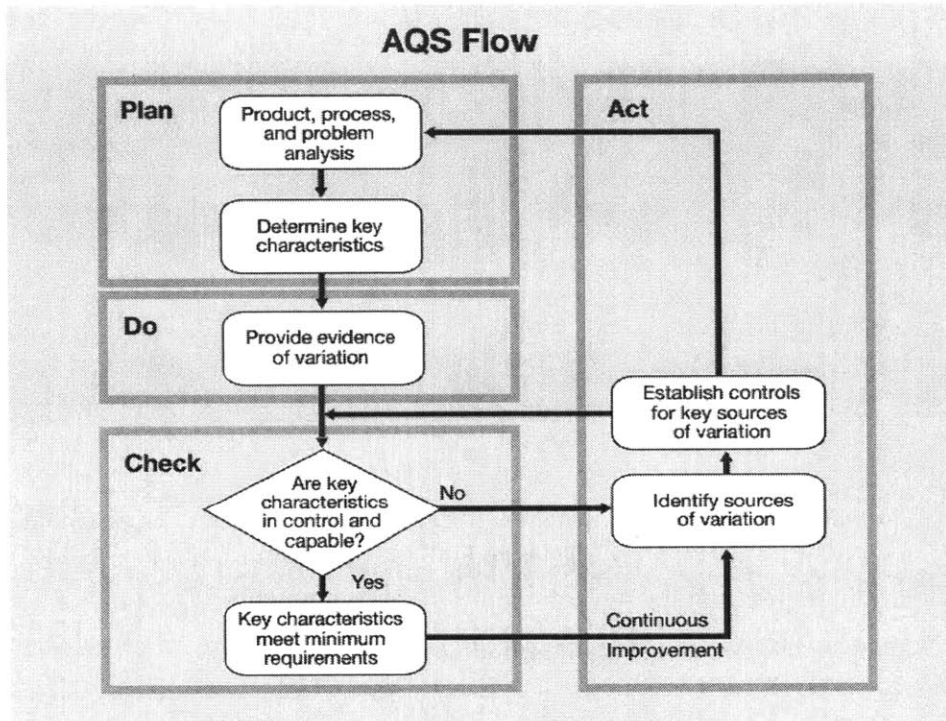 AQS Flow
Plan
Product, process,
and problem
analysis
Determine key
characteristics
Do
Provide evidence
of variation
Check
Are key
characteristics
in control and
capable?
No
Yes
Key characteristics
meet minimum
requirements
Act
Establish controls
for key sources
of variation
Identify sources
of variation
Continuous
Improvement